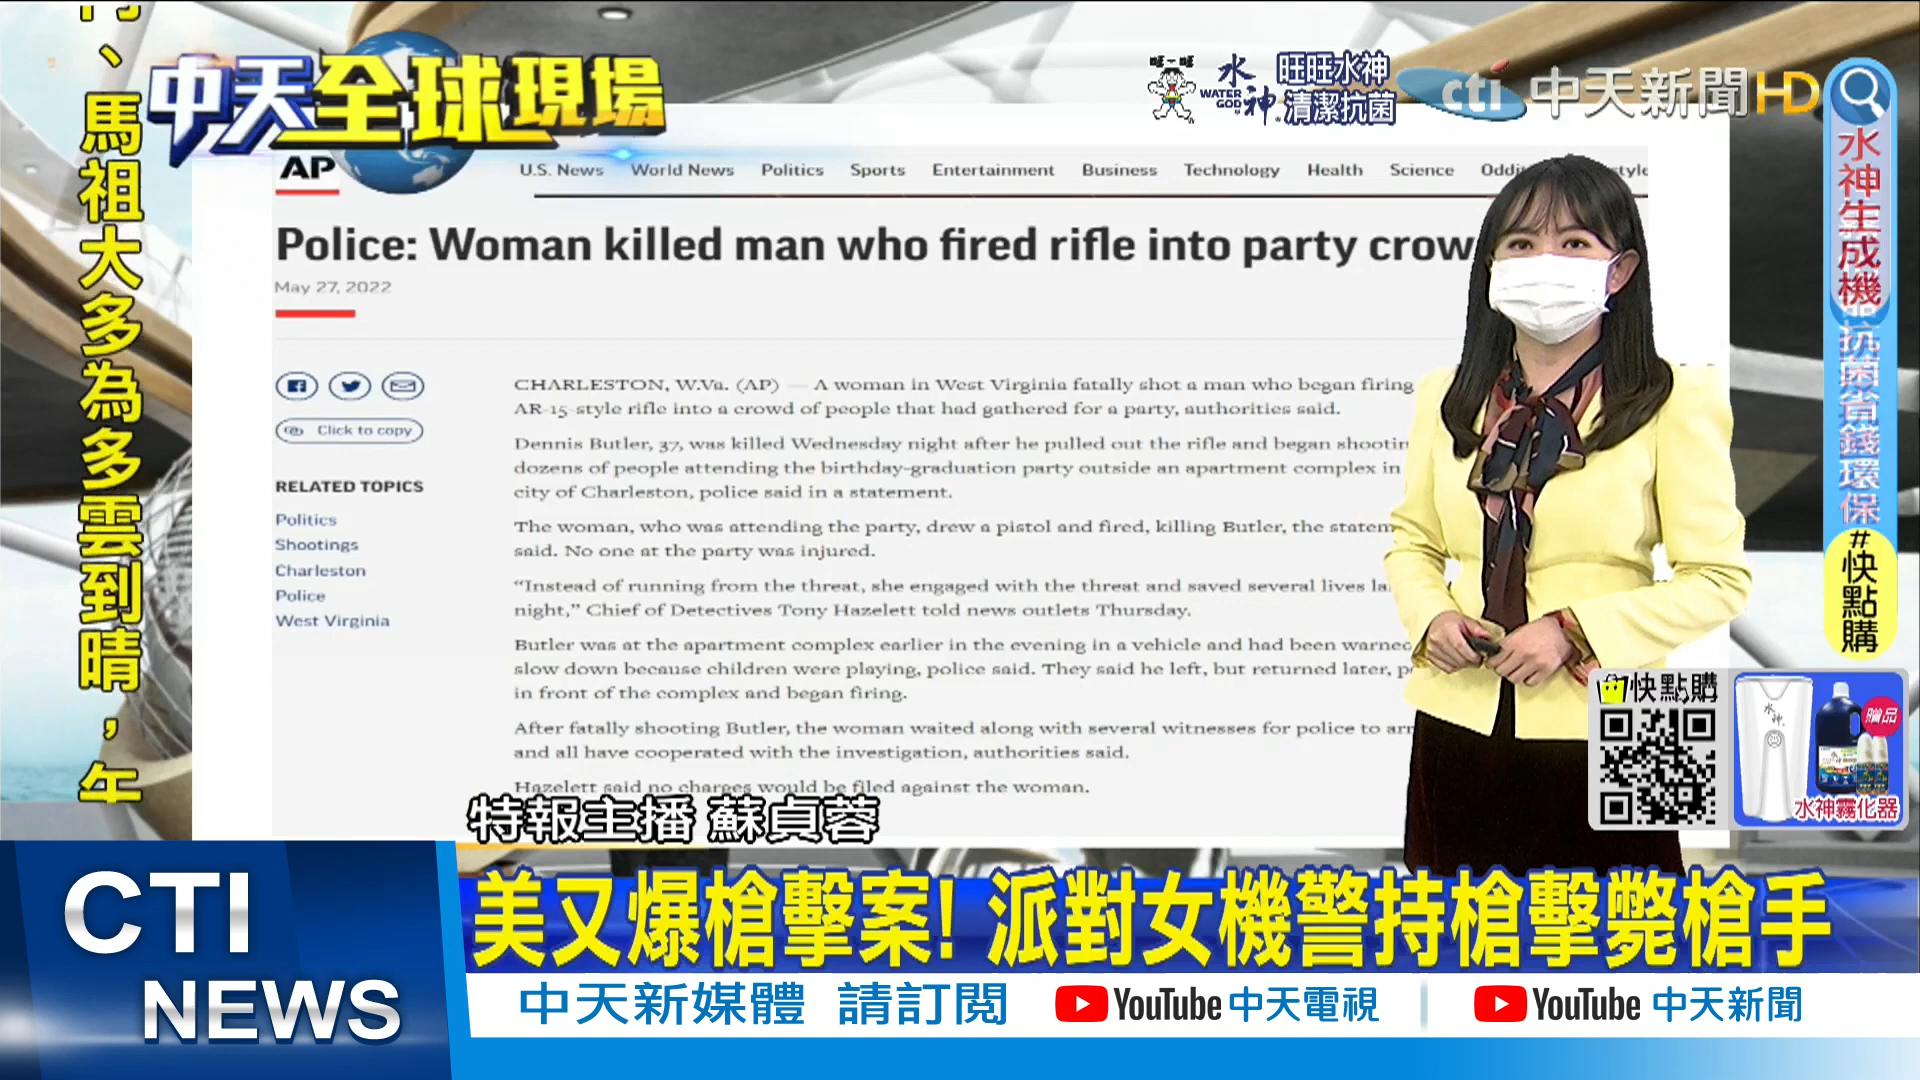 馬祖大多為多雲到晴，午
中天全球現場
旺旺
水神
WATER GOD
旺旺水神
清潔抗菌
cti 中天新聞HD
水神生成機
抗菌省錢環保
#快點購
AP
U.S. News World News Politics Sports Entertainment Business Technology Health Science
Police: Woman killed man who fired rifle into party crow
May 27, 2022
Click to copy
RELATED TOPICS
Politics
Shootings
Charleston
Police
West Virginia
CHARLESTON, W.Va. (AP) — A woman in West Virginia fatally shot a man who began firing
AR-15-style rifle into a crowd of people that had gathered for a party, authorities said.
Dennis Butler, 37, was killed Wednesday night after he pulled out the rifle and began shootin
dozens of people attending the birthday-graduation party outside an apartment complex in
city of Charleston, police said in a statement.
The woman, who was attending the party, drew a pistol and fired, killing Butler, the statem
said. No one at the party was injured.
“Instead of running from the threat, she engaged with the threat and saved several lives la
night,” Chief of Detectives Tony Hazelett told news outlets Thursday.
Butler was at the apartment complex earlier in the evening in a vehicle and had been warned
slow down because children were playing, police said. They said he left, but returned later, p
in front of the complex and began firing.
After fatally shooting Butler, the woman waited along with several witnesses for police to arr
and all have cooperated with the investigation, authorities said.
Hazelett said no charges would be filed against the woman.
快點購
水神
贈品
水神霧化器
特報主播 蘇貞蓉
美又爆槍擊案! 派對女機警持槍擊斃槍手
CTI NEWS
中天新媒體 請訂閱 YouTube 中天電視 YouTube 中天新聞